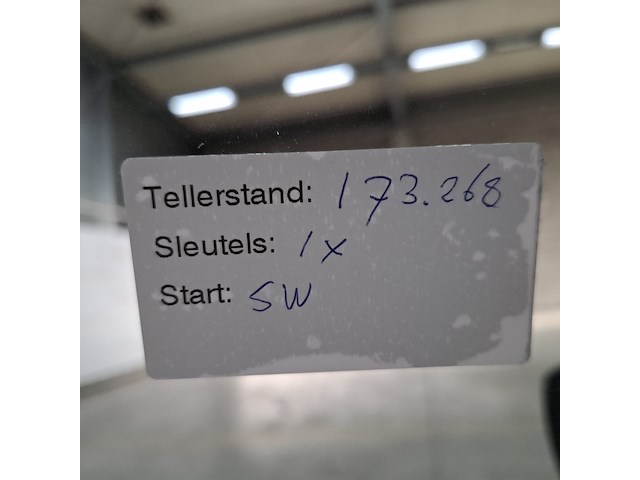 Tellerstand: 173.268
Sleutels: 1x
Start: SW